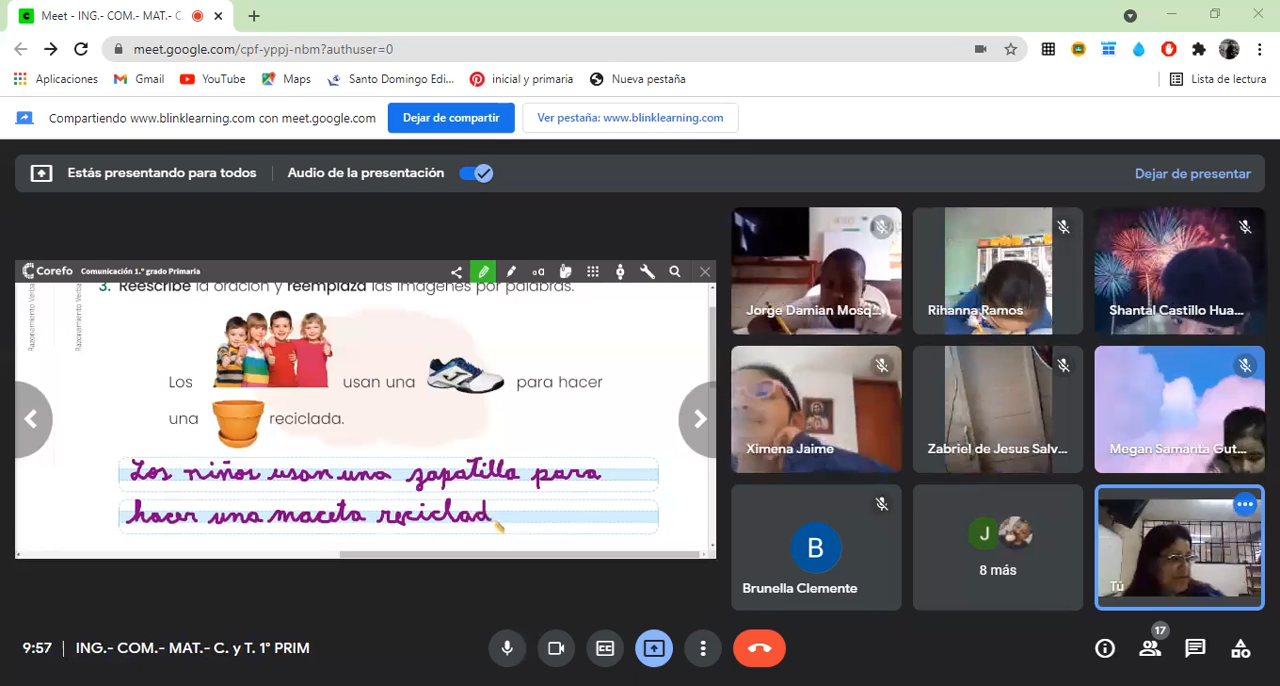 Meet - ING.- COM.- MAT.- C
meet.google.com/cpf-yppj-nbm?authuser=0
Aplicaciones Gmail YouTube Maps Santo Domingo Edi... inicial y primaria Nueva pestaña Lista de lectura
Compartiendo www.blinklearning.com con meet.google.com Dejar de compartir Ver pestaña: www.blinklearning.com
Estás presentando para todos Audio de la presentación Dejar de presentar
Corefo Comunicación 1.º grado Primaria
3. Reescribe la oración y reemplaza las imágenes por palabras.
Razonamiento Verba
Razonamiento Verba
Los usan una para hacer
una reciclada.
Los niños usan una zapatilla para
hacer una maceta reciclad
Jorge Damian Mosq...
Rihanna Ramos
Shantal Castillo Hua...
Ximena Jaime
Zabriel de Jesus Salv...
Megan Samanta Gut...
B
Brunella Clemente
J
8 más
Tú
9:57 ING.- COM.- MAT.- C. y T. 1° PRIM
CC
17